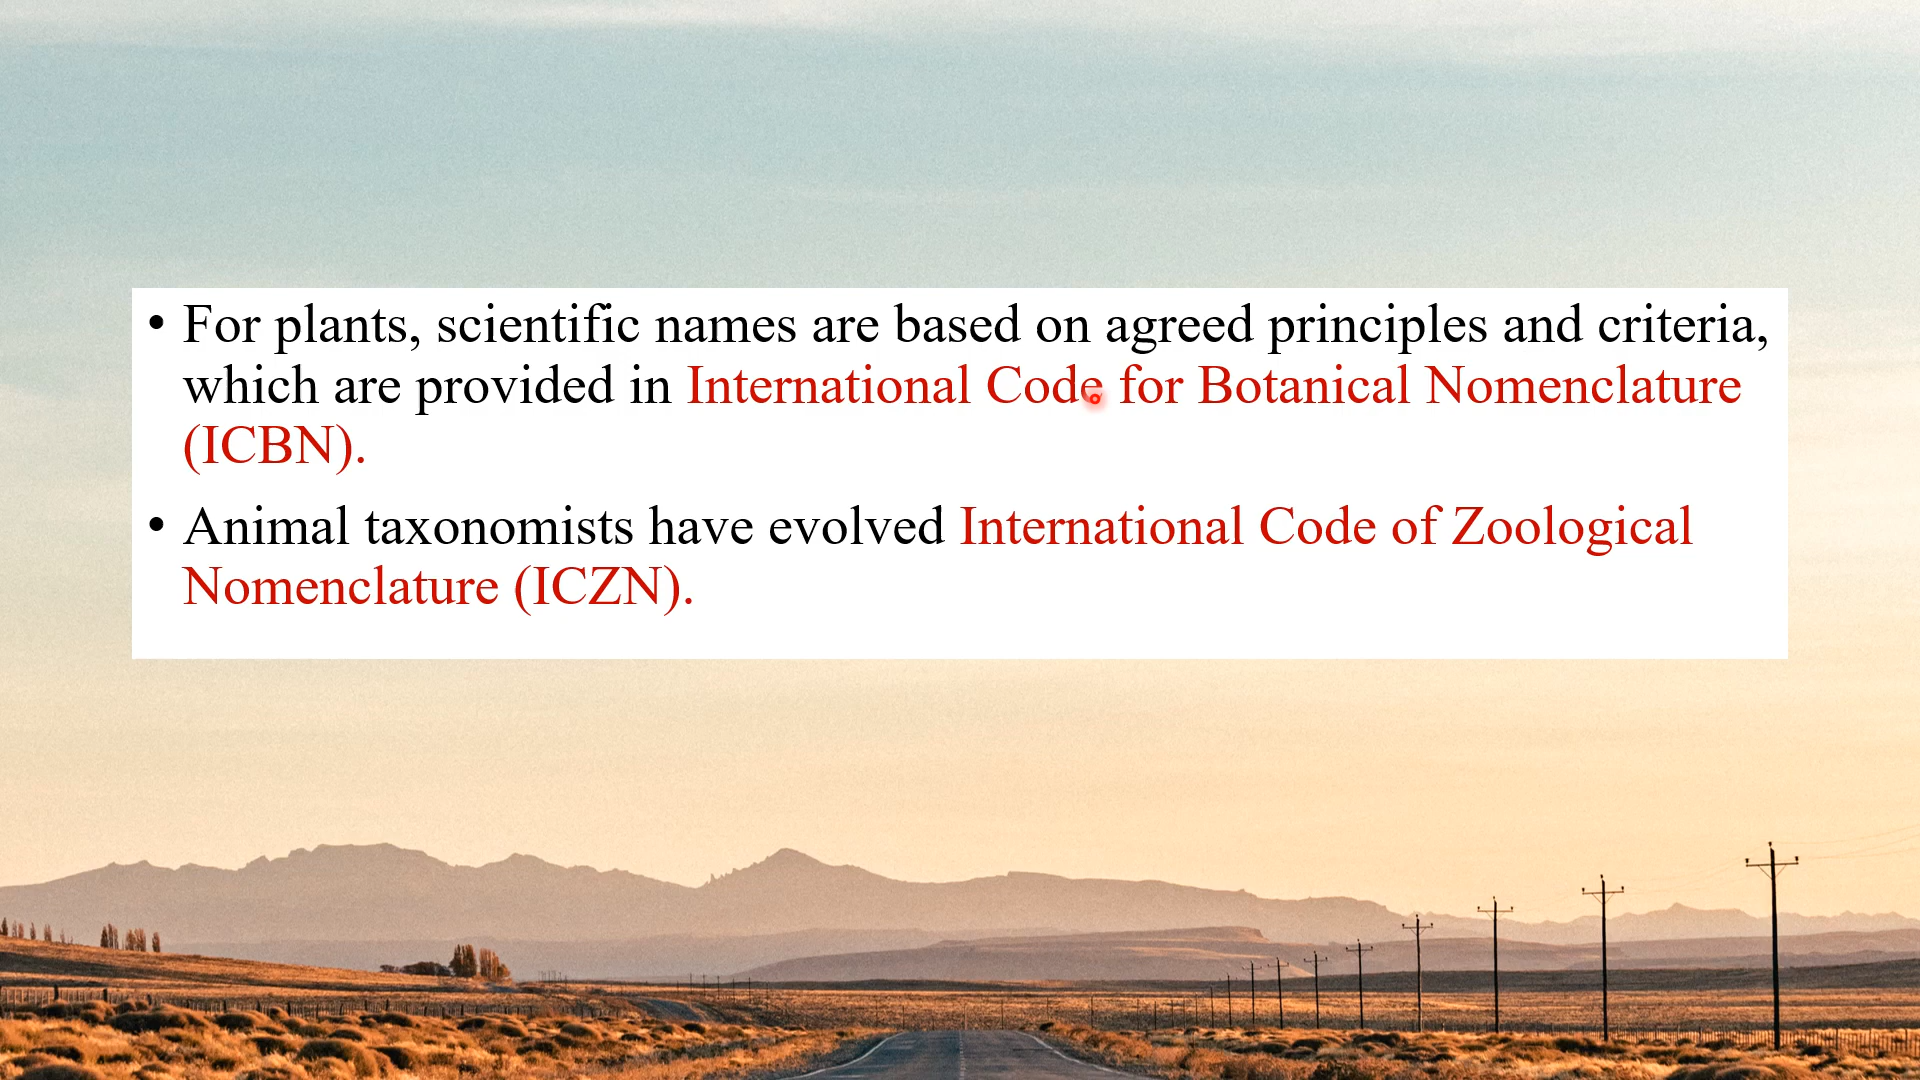 • For plants, scientific names are based on agreed principles and criteria,
which are provided in International Code for Botanical Nomenclature
(ICBN).
• Animal taxonomists have evolved International Code of Zoological
Nomenclature (ICZN).